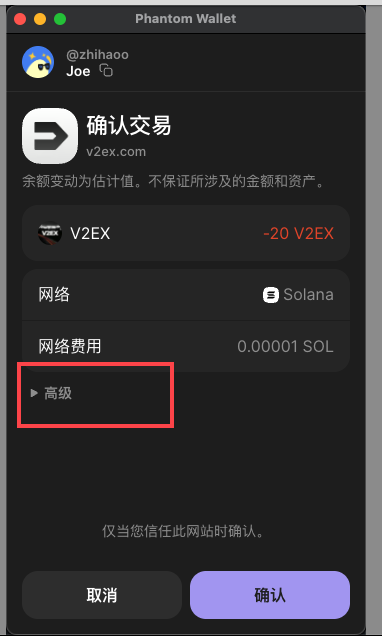 Phantom Wallet
@zhihaoo
Joe
确认交易
v2ex.com
余额变动为估计值。不保证所涉及的金额和资产。
V2EX
V2EX -20 V2EX
网络 Solana
网络费用 0.00001 SOL
高级
仅当您信任此网站时确认。
取消 确认